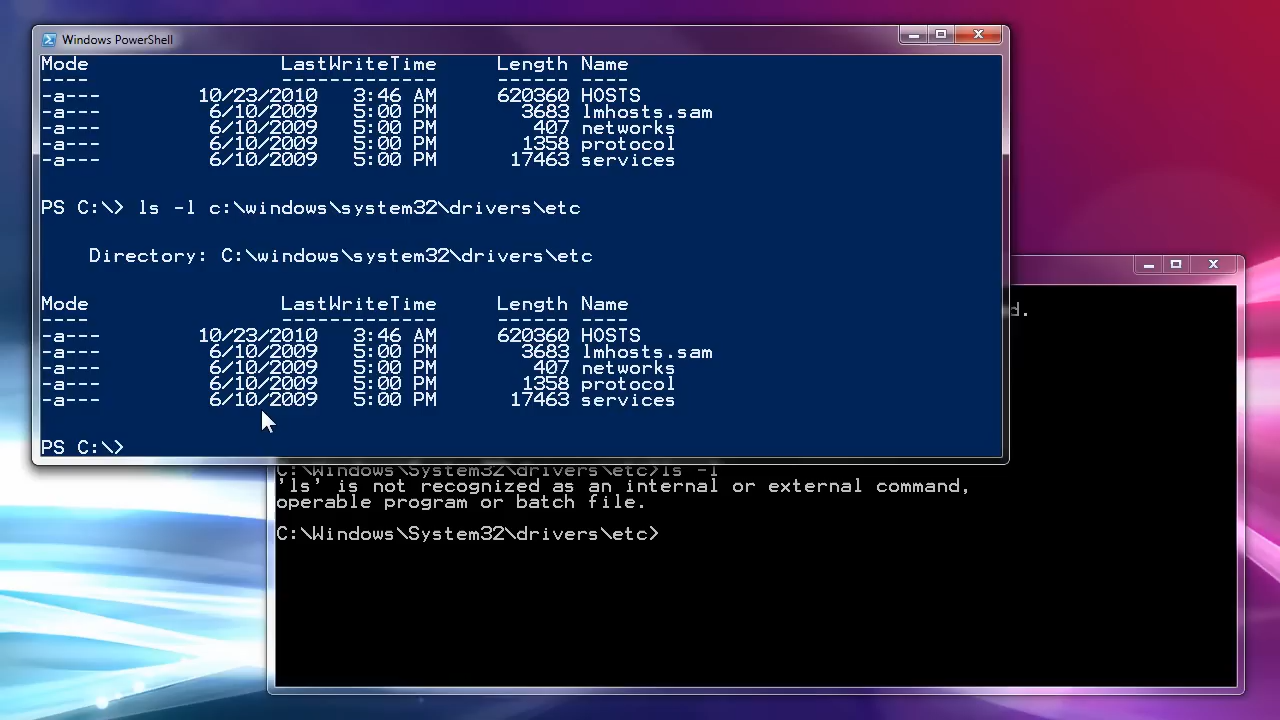 Windows PowerShell
Mode LastWriteTime Length Name
---- ------------- ------ ----
-a--- 10/23/2010 3:46 AM 620360 HOSTS
-a--- 6/10/2009 5:00 PM 3683 lmhosts.sam
-a--- 6/10/2009 5:00 PM 407 networks
-a--- 6/10/2009 5:00 PM 1358 protocol
-a--- 6/10/2009 5:00 PM 17463 services
PS C:\> ls -l c:\windows\system32\drivers\etc
Directory: C:\windows\system32\drivers\etc
Mode LastWriteTime Length Name
---- ------------- ------ ----
-a--- 10/23/2010 3:46 AM 620360 HOSTS
-a--- 6/10/2009 5:00 PM 3683 lmhosts.sam
-a--- 6/10/2009 5:00 PM 407 networks
-a--- 6/10/2009 5:00 PM 1358 protocol
-a--- 6/10/2009 5:00 PM 17463 services
PS C:\>
d.
C:\Windows\System32\drivers\etc>ls -l
'ls' is not recognized as an internal or external command,
operable program or batch file.
C:\Windows\System32\drivers\etc>